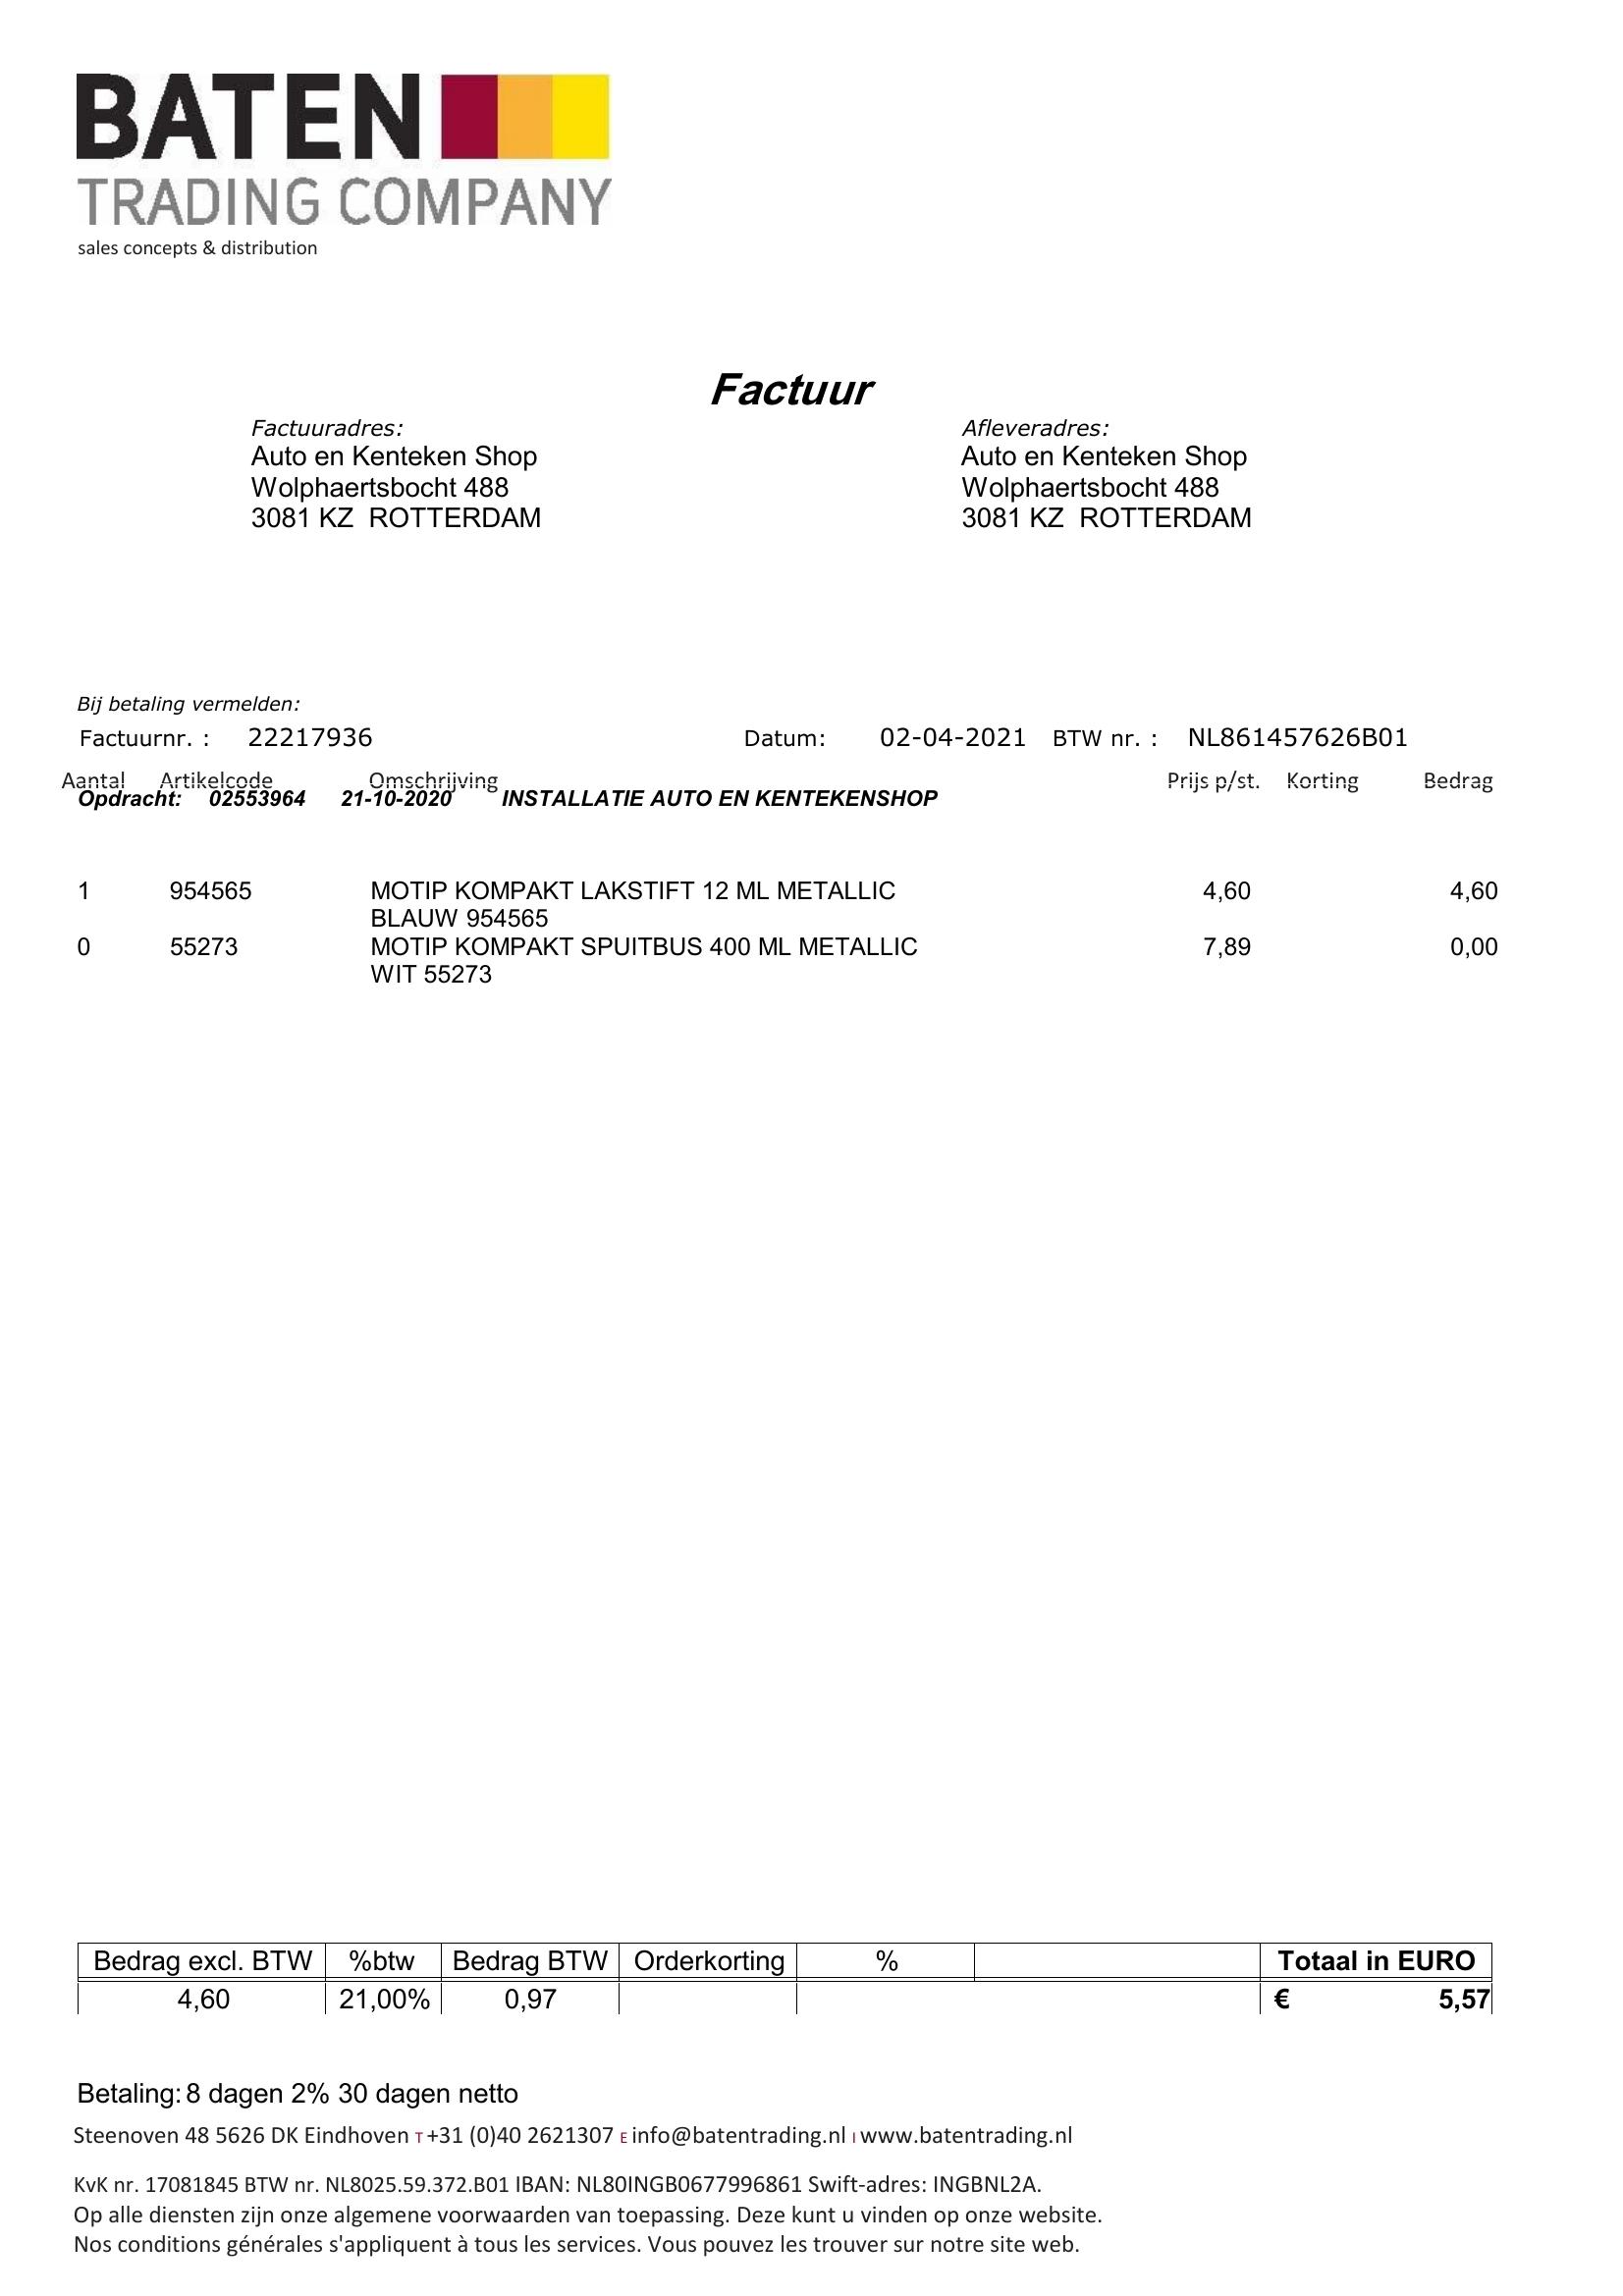 BATEN
TRADING COMPANY
sales concepts & distribution
Factuur
Factuuradres:
Auto en Kenteken Shop
Wolphaertsbocht 488
3081 KZ  ROTTERDAM
Afleveradres:
Auto en Kenteken Shop
Wolphaertsbocht 488
3081 KZ  ROTTERDAM
Bij betaling vermelden:
Factuurnr. : 22217936 Datum: 02-04-2021 BTW nr. : NL861457626B01
Aantal Artikelcode Omschrijving Prijs p/st. Korting Bedrag
Opdracht: 02553964 21-10-2020 INSTALLATIE AUTO EN KENTEKENSHOP
1 954565 MOTIP KOMPAKT LAKSTIFT 12 ML METALLIC 4,60 4,60
BLAUW 954565
0 55273 MOTIP KOMPAKT SPUITBUS 400 ML METALLIC 7,89 0,00
WIT 55273
Bedrag excl. BTW %btw Bedrag BTW Orderkorting % Totaal in EURO
4,60 21,00% 0,97 € 5,57
Betaling: 8 dagen 2% 30 dagen netto
Steenoven 48 5626 DK Eindhoven T +31 (0)40 2621307 E info@batentrading.nl I www.batentrading.nl
KvK nr. 17081845 BTW nr. NL8025.59.372.B01 IBAN: NL80INGB0677996861 Swift-adres: INGBNL2A.
Op alle diensten zijn onze algemene voorwaarden van toepassing. Deze kunt u vinden op onze website.
Nos conditions générales s'appliquent à tous les services. Vous pouvez les trouver sur notre site web.